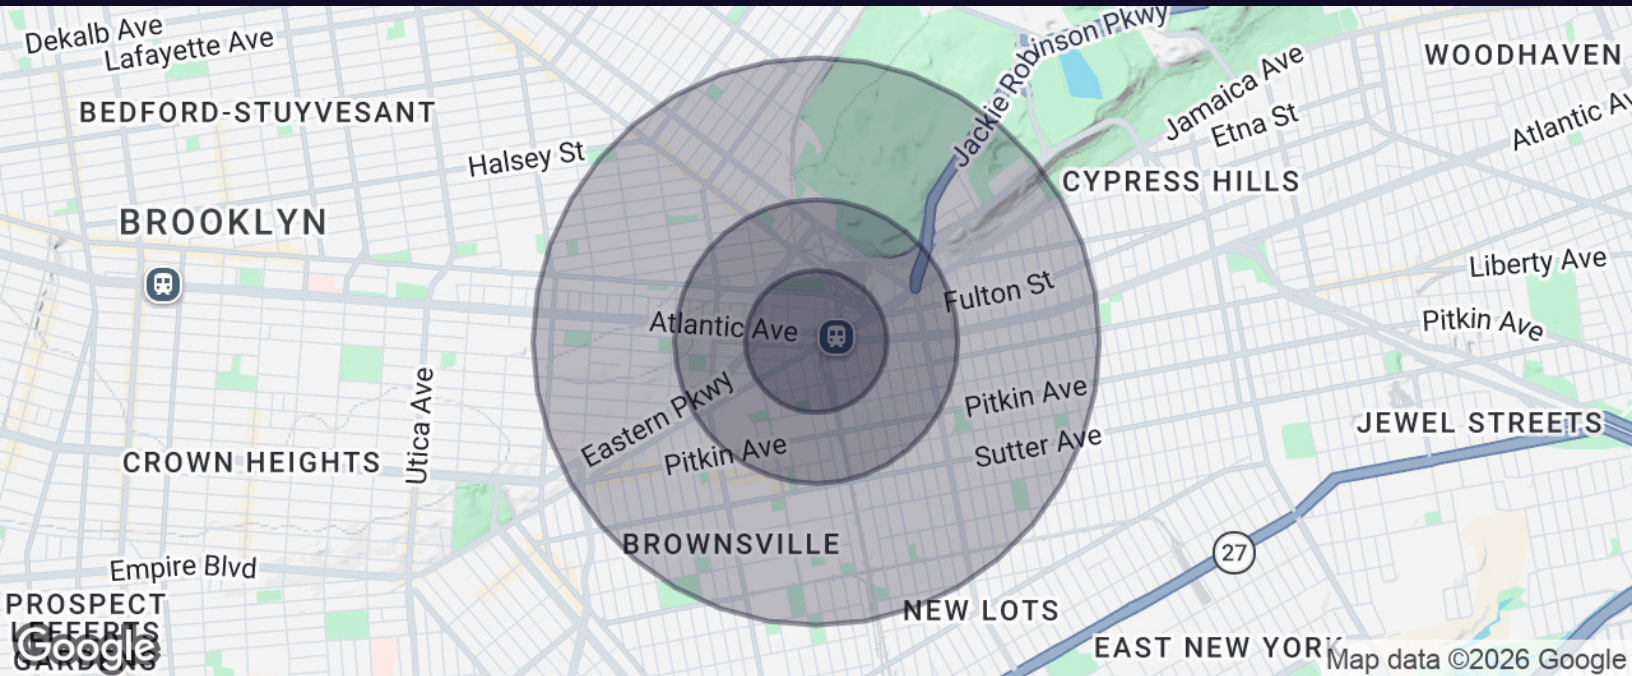 Dekalb Ave
Lafayette Ave
BEDFORD-STUYVESANT
Halsey St
BROOKLYN
Jackie Robinson Pkwy
Jamaica Ave
Etna St
WOODHAVEN
Atlantic Av
CYPRESS HILLS
Liberty Ave
Pitkin Ave
Fulton St
Atlantic Ave
Eastern Pkwy
Pitkin Ave
Pitkin Ave
Sutter Ave
JEWEL STREETS
Utica Ave
CROWN HEIGHTS
BROWNSVILLE
27
Empire Blvd
NEW LOTS
EAST NEW YORK
PROSPECT
LEFFERTS
GARDENS
Google
Map data ©2026 Google